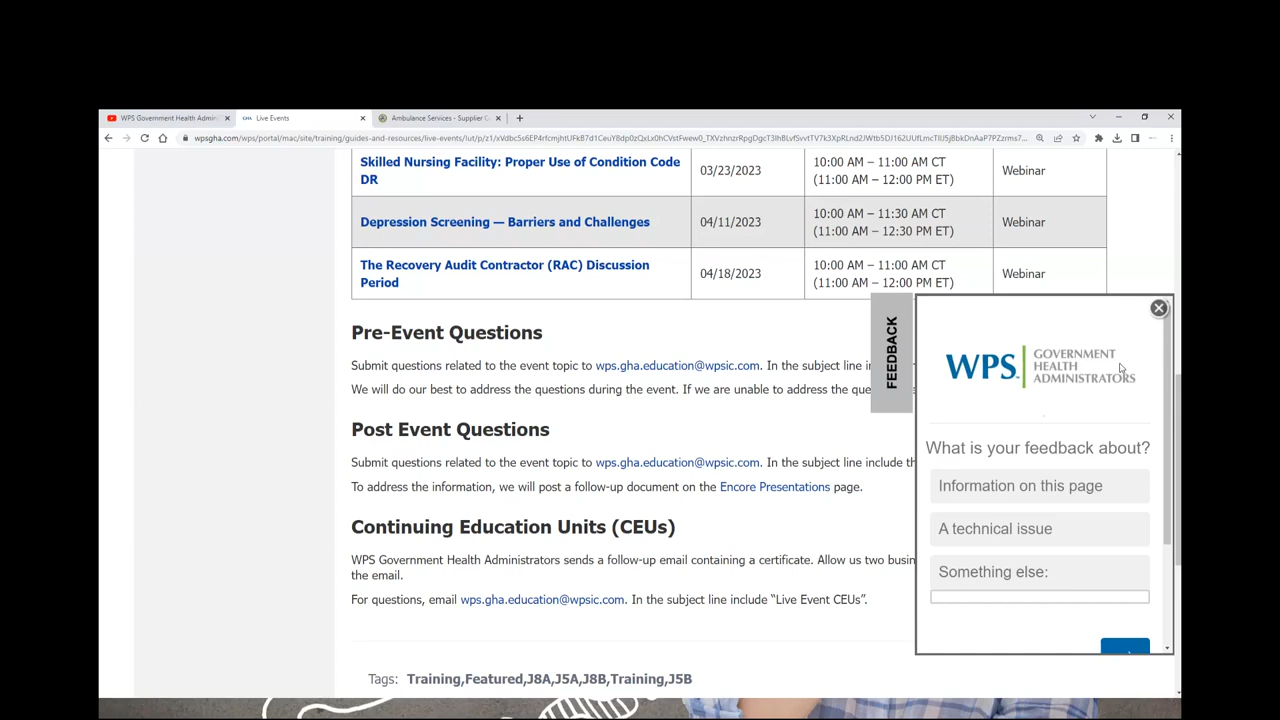 WPS Government Health Admini
Live Events
Ambulance Services - Supplier C
Skilled Nursing Facility: Proper Use of Condition Code
DR
03/23/2023
10:00 AM – 11:00 AM CT
(11:00 AM – 12:00 PM ET)
Webinar
Depression Screening — Barriers and Challenges
04/11/2023
10:00 AM – 11:30 AM CT
(11:00 AM – 12:30 PM ET)
Webinar
The Recovery Audit Contractor (RAC) Discussion
Period
04/18/2023
10:00 AM – 11:00 AM CT
(11:00 AM – 12:00 PM ET)
Webinar
Pre-Event Questions
Submit questions related to the event topic to wps.gha.education@wpsic.com. In the subject line i
We will do our best to address the questions during the event. If we are unable to address the que
Post Event Questions
Submit questions related to the event topic to wps.gha.education@wpsic.com. In the subject line include th
To address the information, we will post a follow-up document on the Encore Presentations page.
Continuing Education Units (CEUs)
WPS Government Health Administrators sends a follow-up email containing a certificate. Allow us two busin
the email.
For questions, email wps.gha.education@wpsic.com. In the subject line include “Live Event CEUs”.
Tags: Training,Featured,J8A,J5A,J8B,Training,J5B
FEEDBACK
WPS
GOVERNMENT
HEALTH
ADMINISTRATORS
What is your feedback about?
Information on this page
A technical issue
Something else: